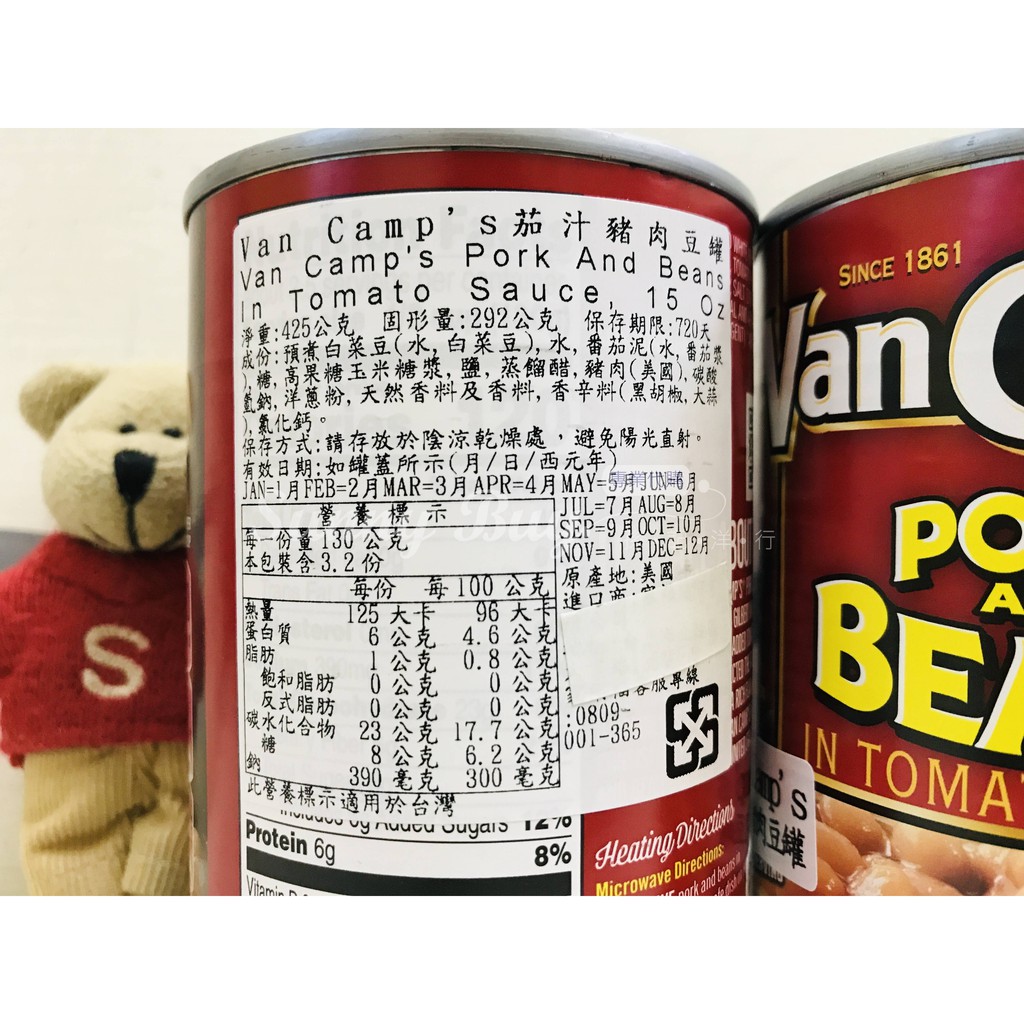 Van Camp's茄汁豬肉豆罐
Van Camp's Pork And Beans
In Tomato Sauce, 15 Oz
淨重:425公克 固形量:292公克 保存期限:720天
成份:預煮白菜豆(水,白菜豆),水,番茄泥(水,番茄漿
),糖,高果糖玉米糖漿,鹽,蒸餾醋,豬肉(美國),碳酸
氫鈉,洋蔥粉,天然香料及香料,香辛料(黑胡椒,大蒜
),氯化鈣。
保存方式:請存放於陰涼乾燥處,避免陽光直射。
有效日期:如罐蓋所示(月/日/西元年)
JAN=1月FEB=2月MAR=3月APR=4月MAY=5月JUN=6月
JUL=7月AUG=8月
SEP=9月OCT=10月
NOV=11月DEC=12月
原產地:美國
進口商:
客服專線
:0809-
001-365
營養標示
每一份量130公克
本包裝含3.2份
每份 每100公克
熱量 125 大卡 96 大卡
蛋白質 6 公克 4.6 公克
脂肪 1 公克 0.8 公克
飽和脂肪 0 公克 0 公克
反式脂肪 0 公克 0 公克
碳水化合物 23 公克 17.7 公克
糖 8 公克 6.2 公克
鈉 390 毫克 300 毫克
此營養標示適用於台灣
Includes 6g Added Sugars 12%
Protein 6g 8%
Heating Directions
Microwave Directions:
pork and beans in
SINCE 1861
Van
PO
A
BEA
IN TOMA
amp's
肉豆罐
S